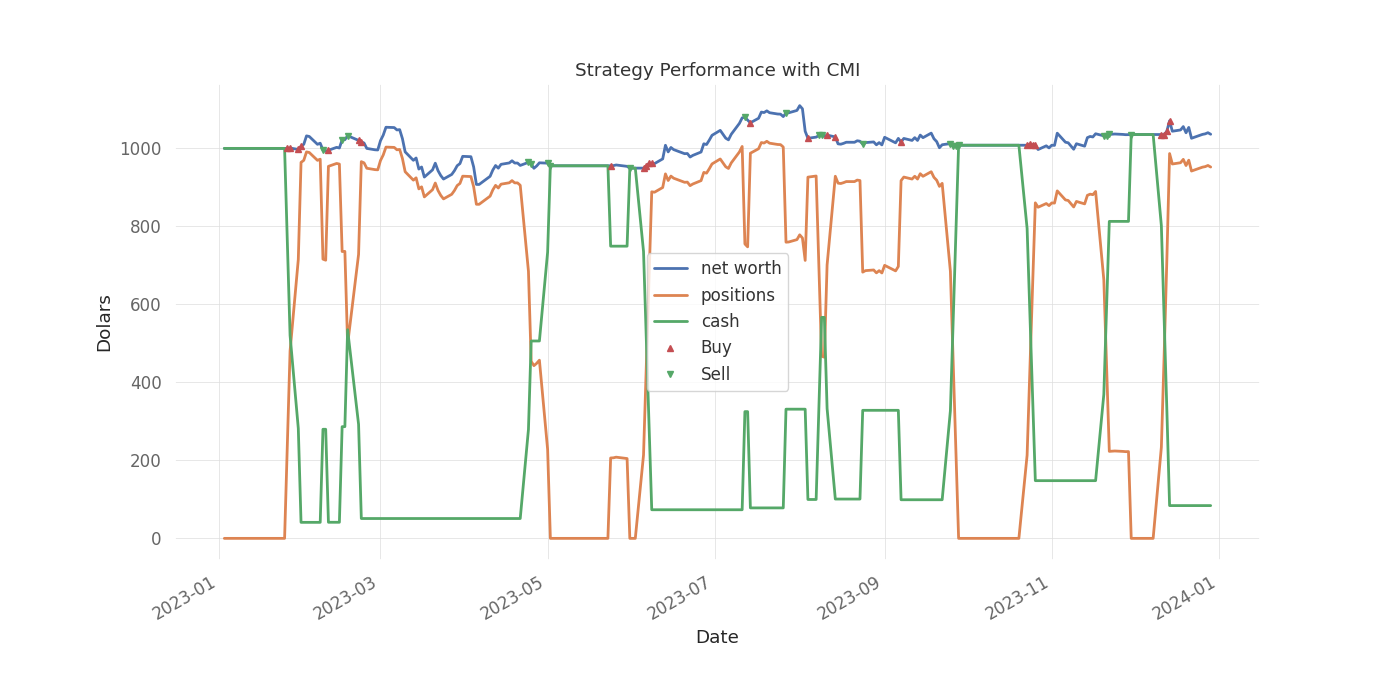 Strategy Performance with CMI
1000
800
600
400
200
0
Dolars
net worth
positions
cash
Buy
Sell
2023-01
2023-03
2023-05
2023-07
2023-09
2023-11
2024-01
Date